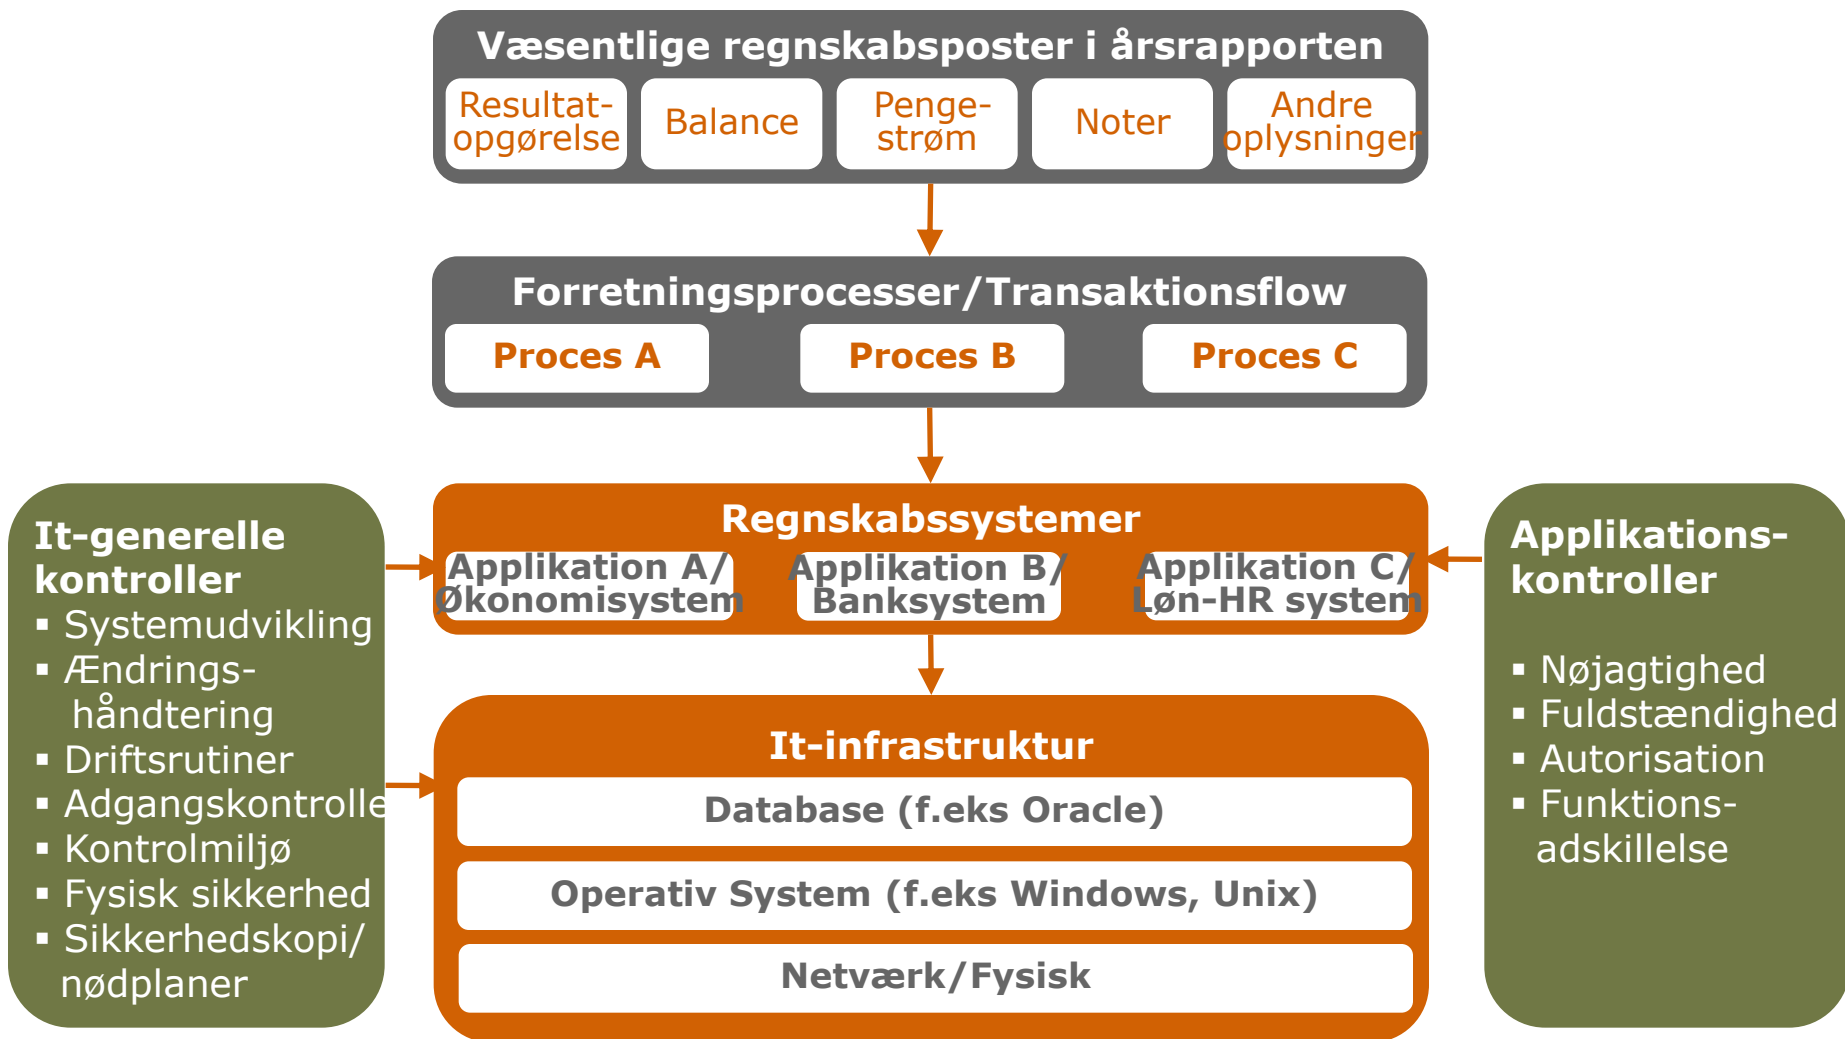 Væsentlige regnskabsposter i årsrapporten
Resultat-
opgørelse
Balance
Penge-
strøm
Noter
Andre
oplysninger
Forretningsprocesser/Transaktionsflow
Proces A
Proces B
Proces C
It-generelle
kontroller
▪ Systemudvikling
▪ Ændrings-
håndtering
▪ Driftsrutiner
▪ Adgangskontrolle
▪ Kontrolmiljø
▪ Fysisk sikkerhed
▪ Sikkerhedskopi/
nødplaner
Regnskabssystemer
Applikation A/
Økonomisystem
Applikation B/
Banksystem
Applikation C/
Løn-HR system
It-infrastruktur
Database (f.eks Oracle)
Operativ System (f.eks Windows, Unix)
Netværk/Fysisk
Applikations-
kontroller
▪ Nøjagtighed
▪ Fuldstændighed
▪ Autorisation
▪ Funktions-
adskillelse